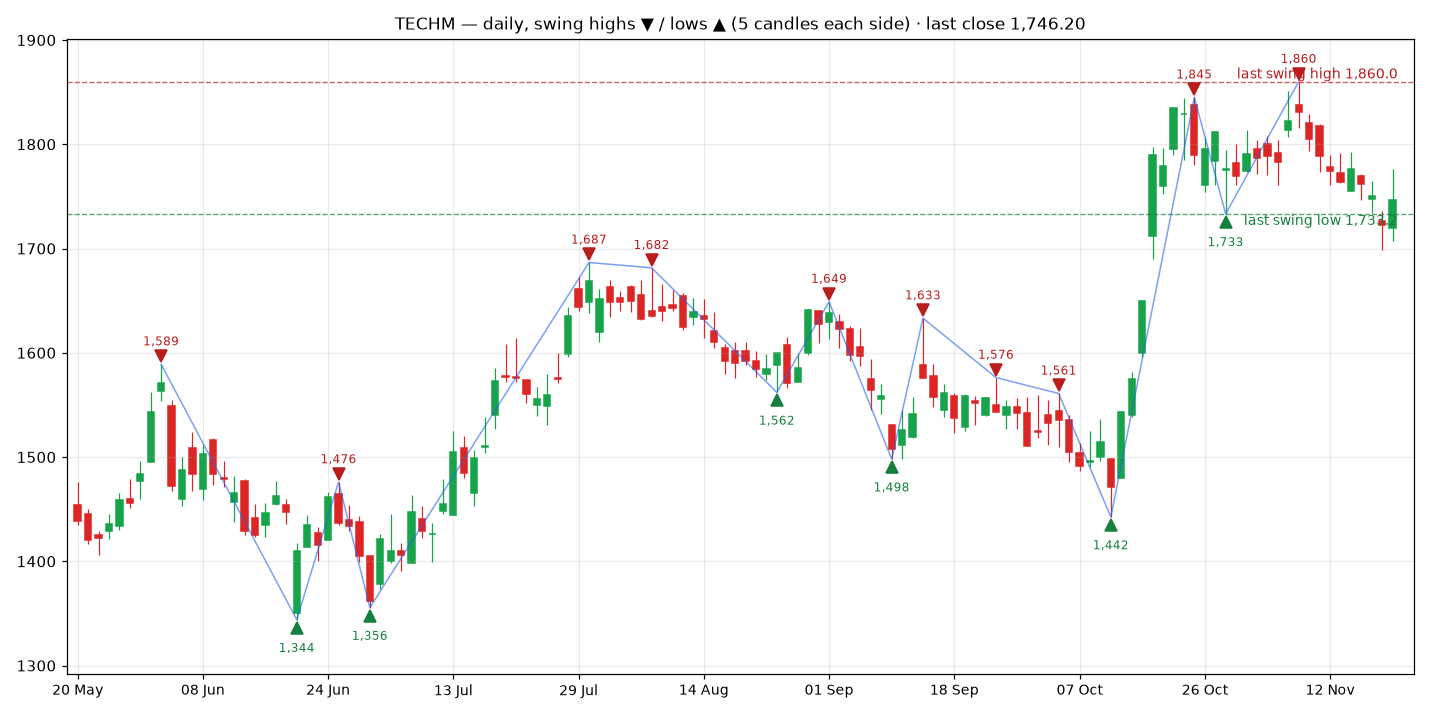 TECHM — daily, swing highs ▼ / lows ▲ (5 candles each side) · last close 1,746.20
1900
1800
1700
1600
1500
1400
1300
1,589
1,344
1,476
1,356
1,687
1,682
1,562
1,649
1,498
1,633
1,576
1,561
1,442
1,845
1,733
1,860
last swing high 1,860.0
last swing low 1,733.2
20 May
08 Jun
24 Jun
13 Jul
29 Jul
14 Aug
01 Sep
18 Sep
07 Oct
26 Oct
12 Nov